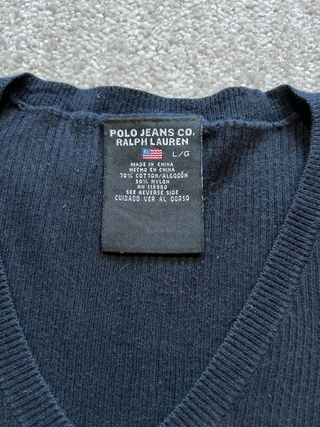 POLO JEANS CO.
RALPH LAUREN
L/G
MADE IN CHINA
HECHO EN CHINA
70% COTTON/ALGODÓN
30% NYLON
RN 118950
SEE REVERSE SIDE
CUIDADO VER AL DORSO